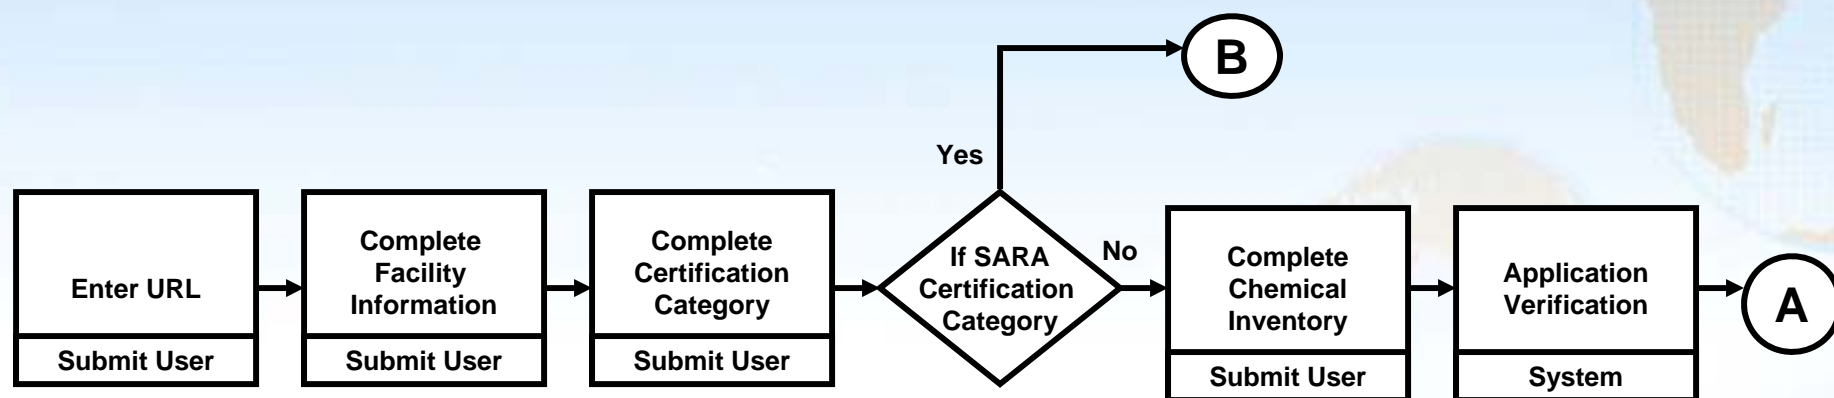 B
Yes
Enter URL
Submit User
Complete
Facility
Information
Submit User
Complete
Certification
Category
Submit User
If SARA
Certification
Category
No
Complete
Chemical
Inventory
Submit User
Application
Verification
System
A